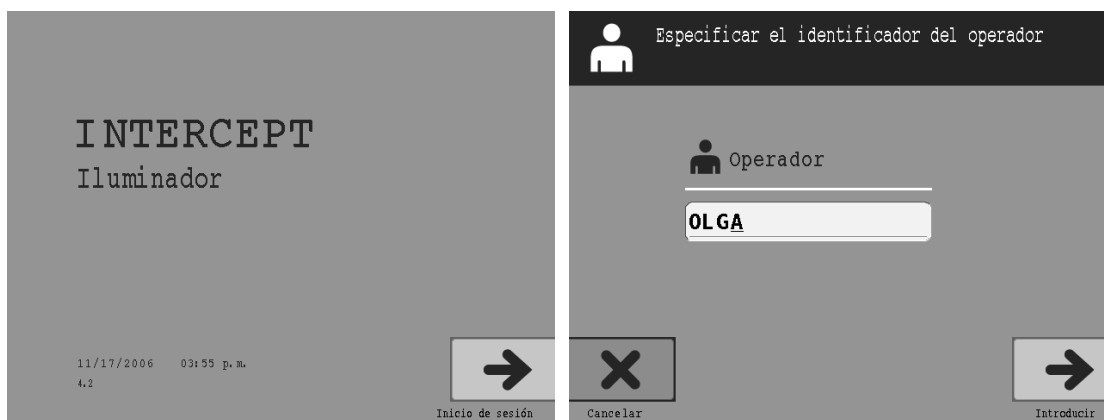 INTERCEPT
Iluminador
11/17/2006 03:55 p.m.
4.2
Inicio de sesión
Especificar el identificador del operador
Operador
OLGA
Cancelar
Introducir